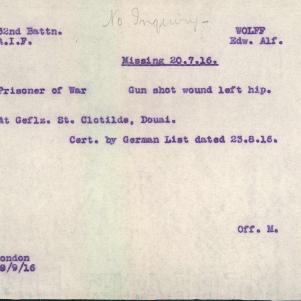 No Inquiry—
32nd Battn. WOLFF
A.I.F. Edw. Alf.
Missing 20.7.16.
Prisoner of War Gun shot wound left hip.
At Geflz. St. Clotilde, Douai.
Cert. by German List dated 23.8.16.
Off. M.
London
9/9/16